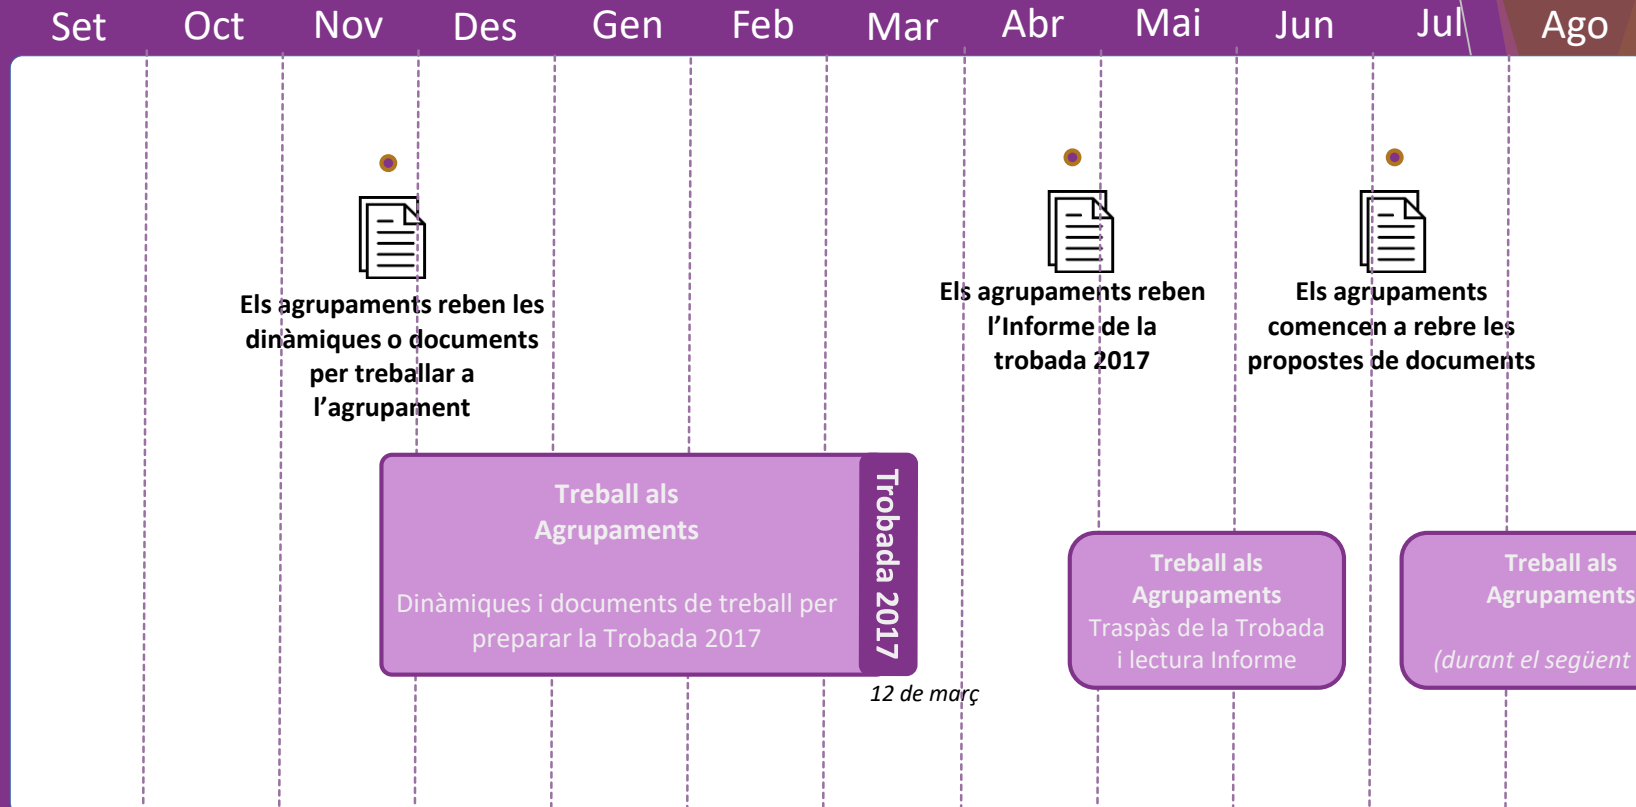 Set Oct Nov Des Gen Feb Mar Abr Mai Jun Jul Ago
Els agrupaments reben les
dinàmiques o documents
per treballar a
l’agrupament
Els agrupaments reben
l’Informe de la
trobada 2017
Els agrupaments
comencen a rebre les
propostes de documents
Treball als
Agrupaments
Dinàmiques i documents de treball per
preparar la Trobada 2017
Trobada 2017
12 de març
Treball als
Agrupaments
Traspàs de la Trobada
i lectura Informe
Treball als
Agrupaments
(durant el següent